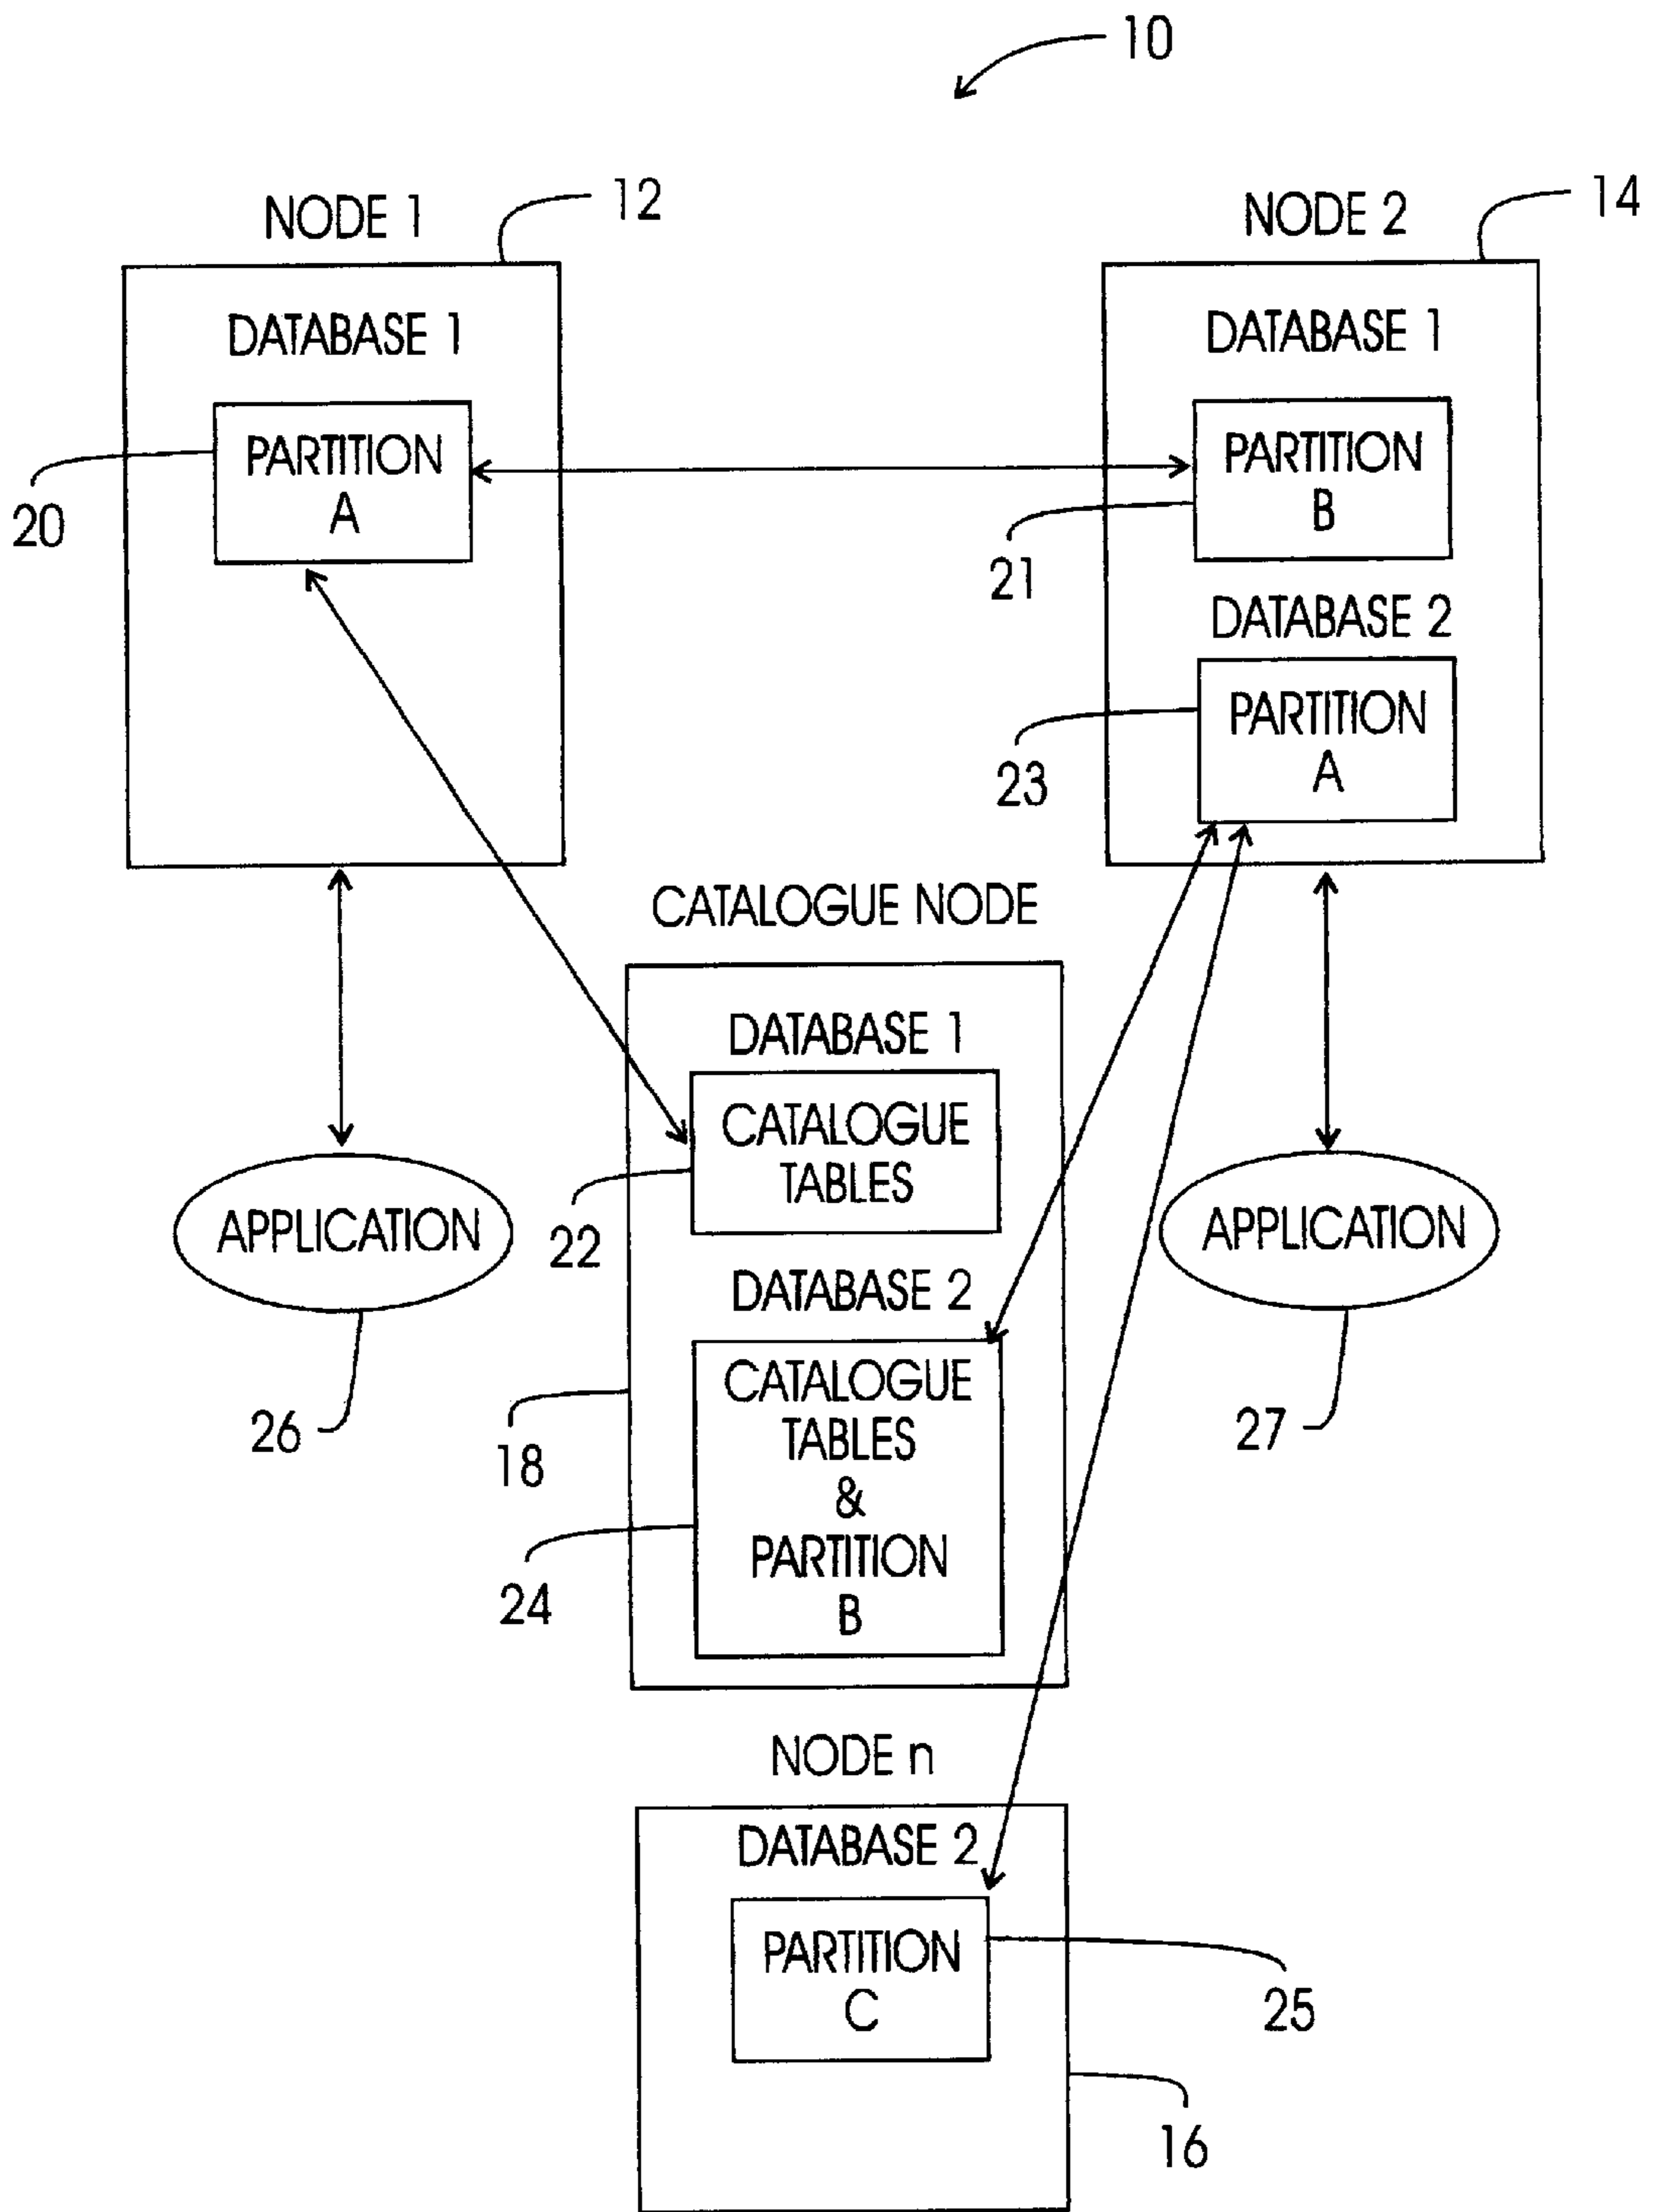 10
NODE 1
12
NODE 2
14
DATABASE 1
PARTITION
A
20
DATABASE 1
PARTITION
B
21
DATABASE 2
PARTITION
A
23
CATALOGUE NODE
DATABASE 1
CATALOGUE
TABLES
22
DATABASE 2
CATALOGUE
TABLES
&
PARTITION
B
18
24
APPLICATION
26
APPLICATION
27
NODE n
DATABASE 2
PARTITION
C
25
16